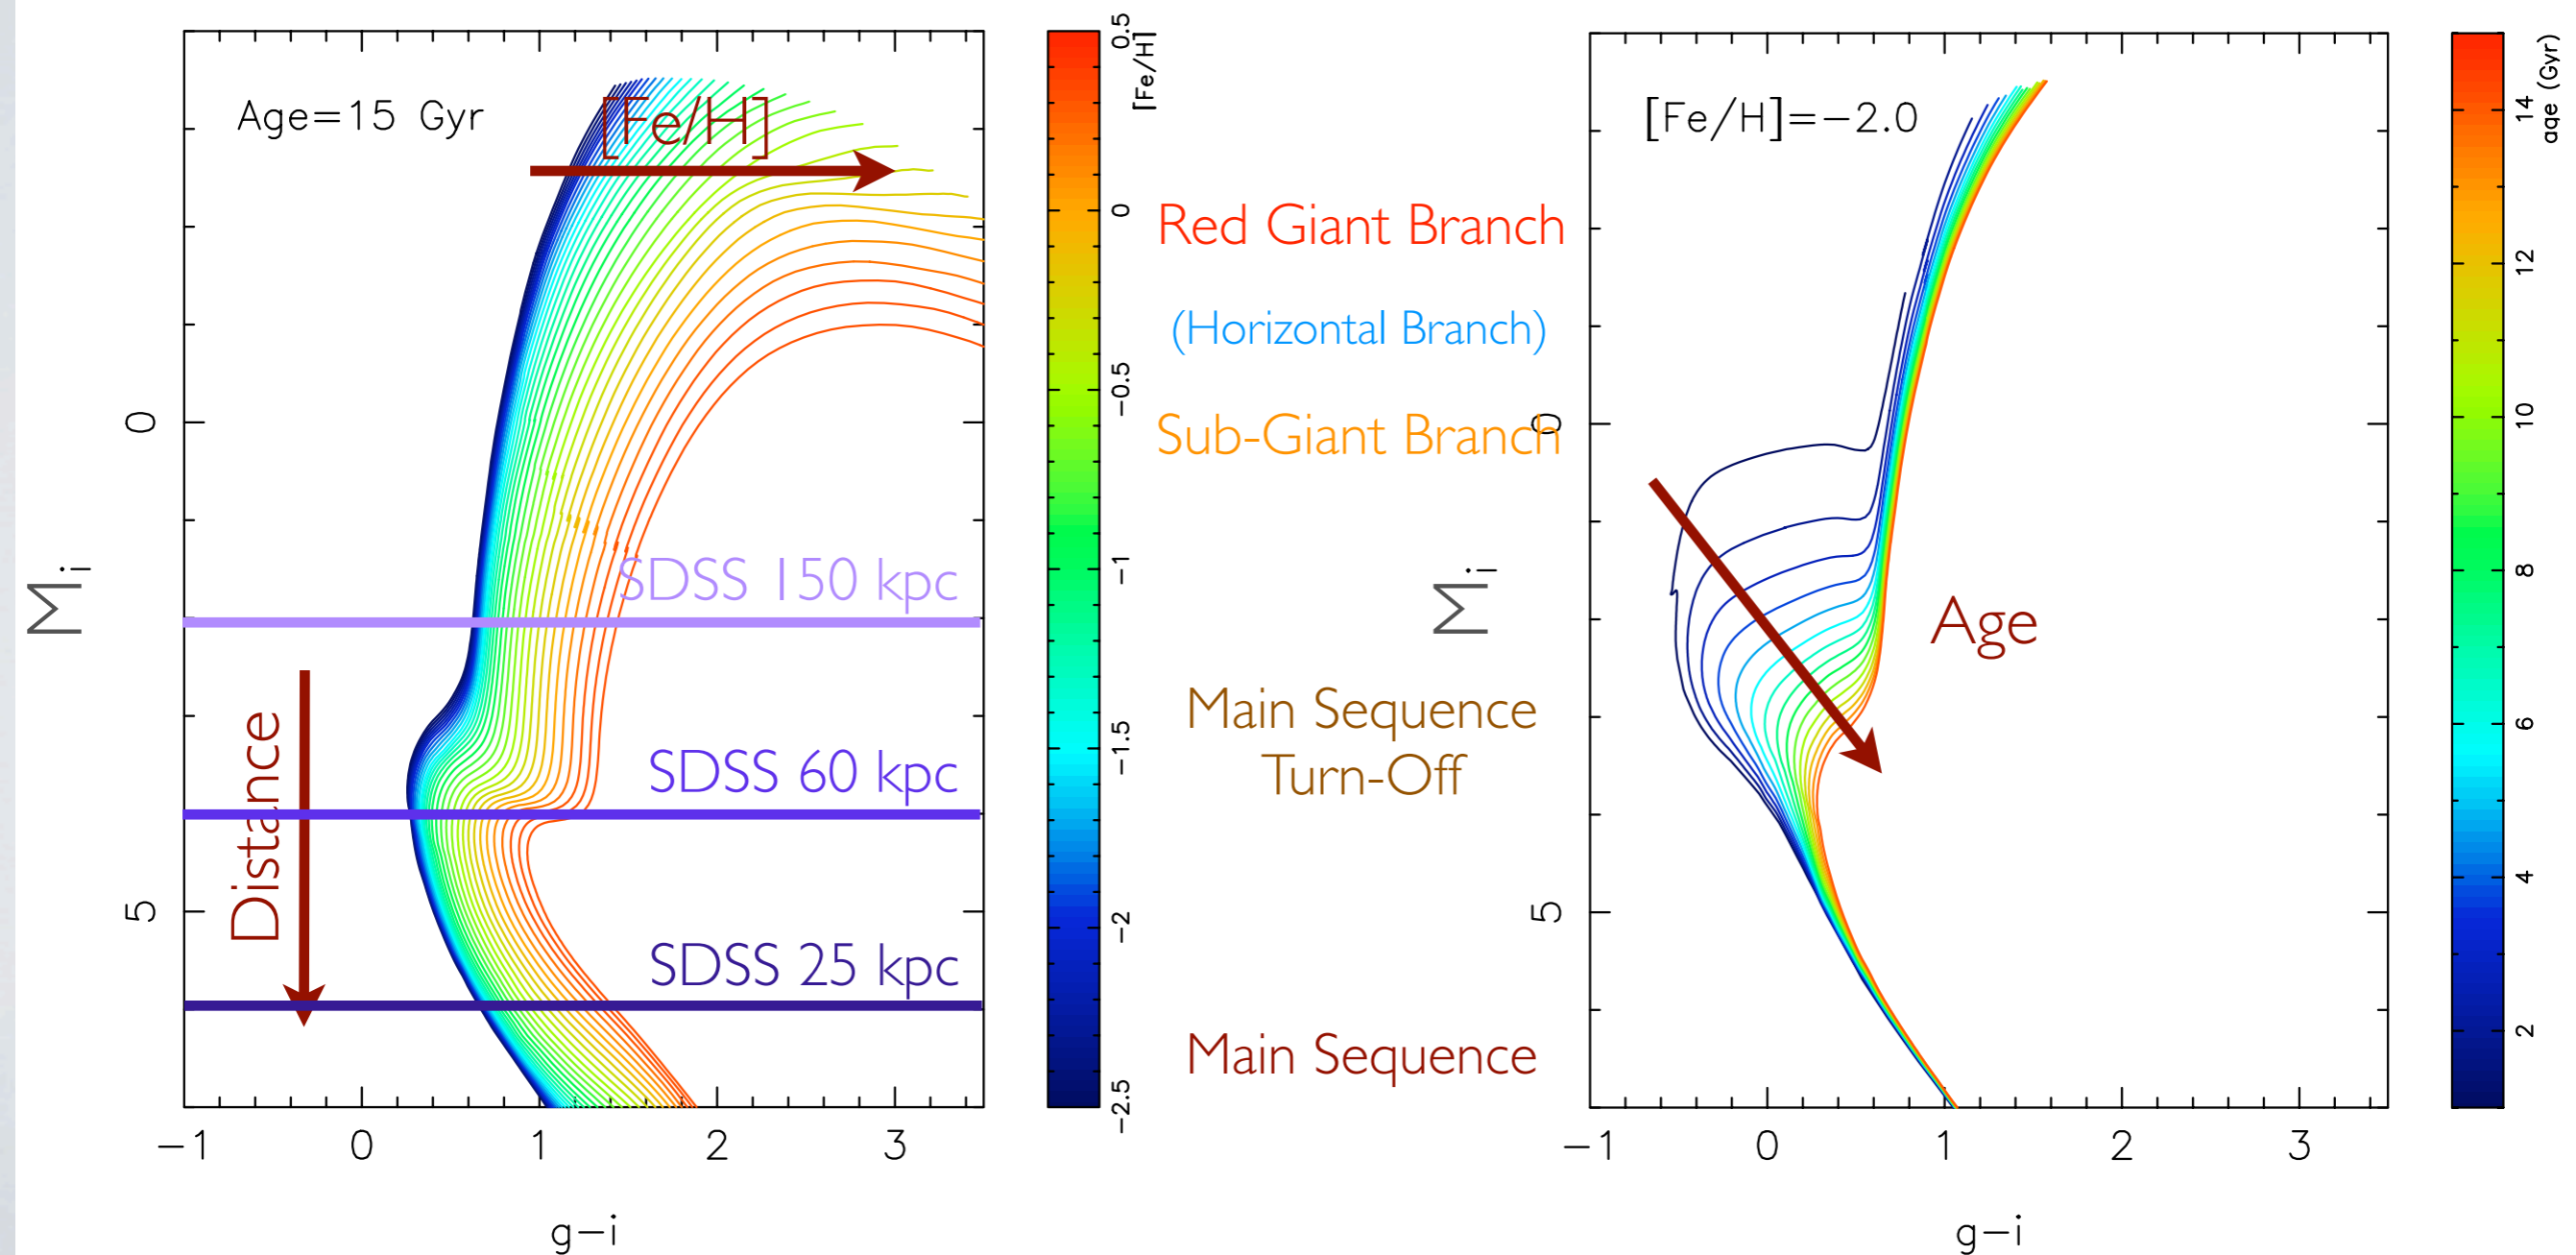 Age=15 Gyr
[Fe/H]
SDSS 150 kpc
SDSS 60 kpc
SDSS 25 kpc
Distance
Mi
0
5
−1
0
1
2
3
g−i
0.5
0
−0.5
−1
−1.5
−2
−2.5
[Fe/H]
Red Giant Branch
(Horizontal Branch)
Sub-Giant Branch
Main Sequence
Turn-Off
Main Sequence
[Fe/H]=−2.0
Age
Mi
0
5
−1
0
1
2
3
g−i
14
12
10
8
6
4
2
age (Gyr)